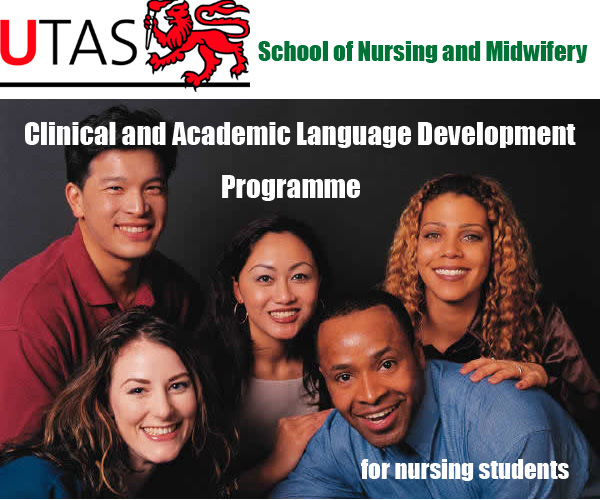 UTAS
School of Nursing and Midwifery
Clinical and Academic Language Development
Programme
for nursing students